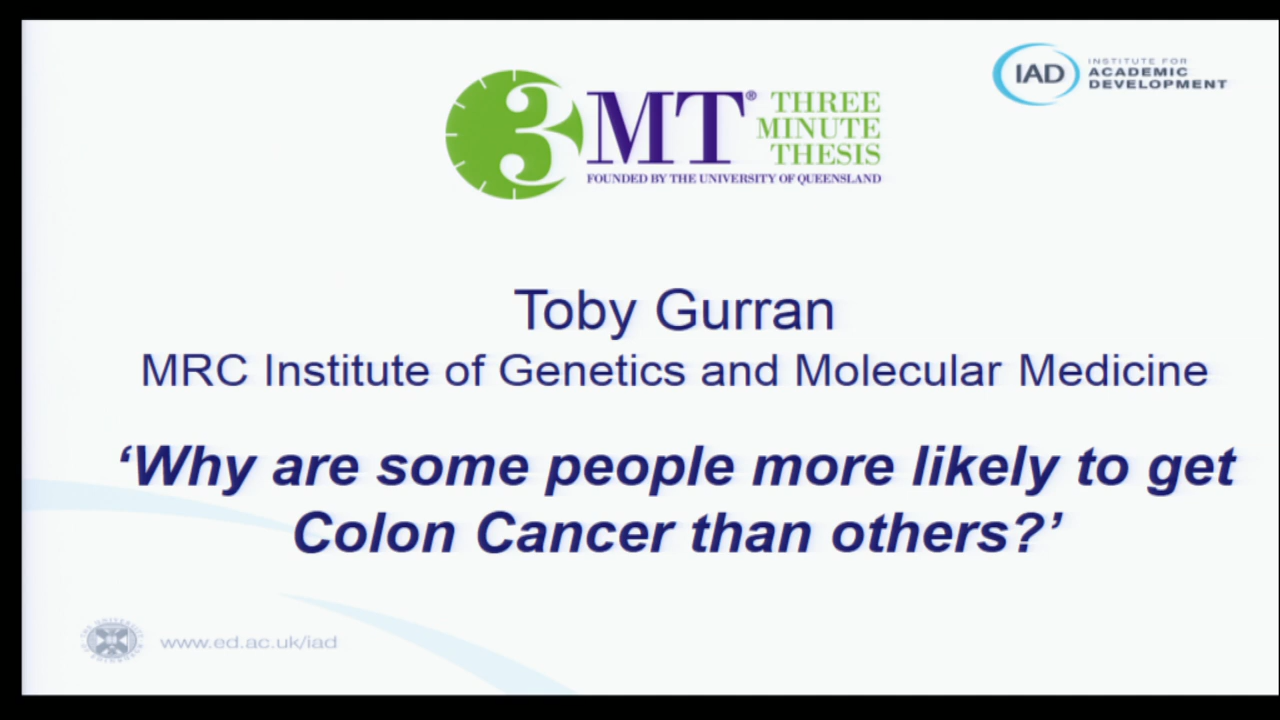 3MT® THREE
MINUTE
THESIS
FOUNDED BY THE UNIVERSITY OF QUEENSLAND
IAD
INSTITUTE FOR
ACADEMIC
DEVELOPMENT
Toby Gurran
MRC Institute of Genetics and Molecular Medicine
‘Why are some people more likely to get
Colon Cancer than others?’
www.ed.ac.uk/iad